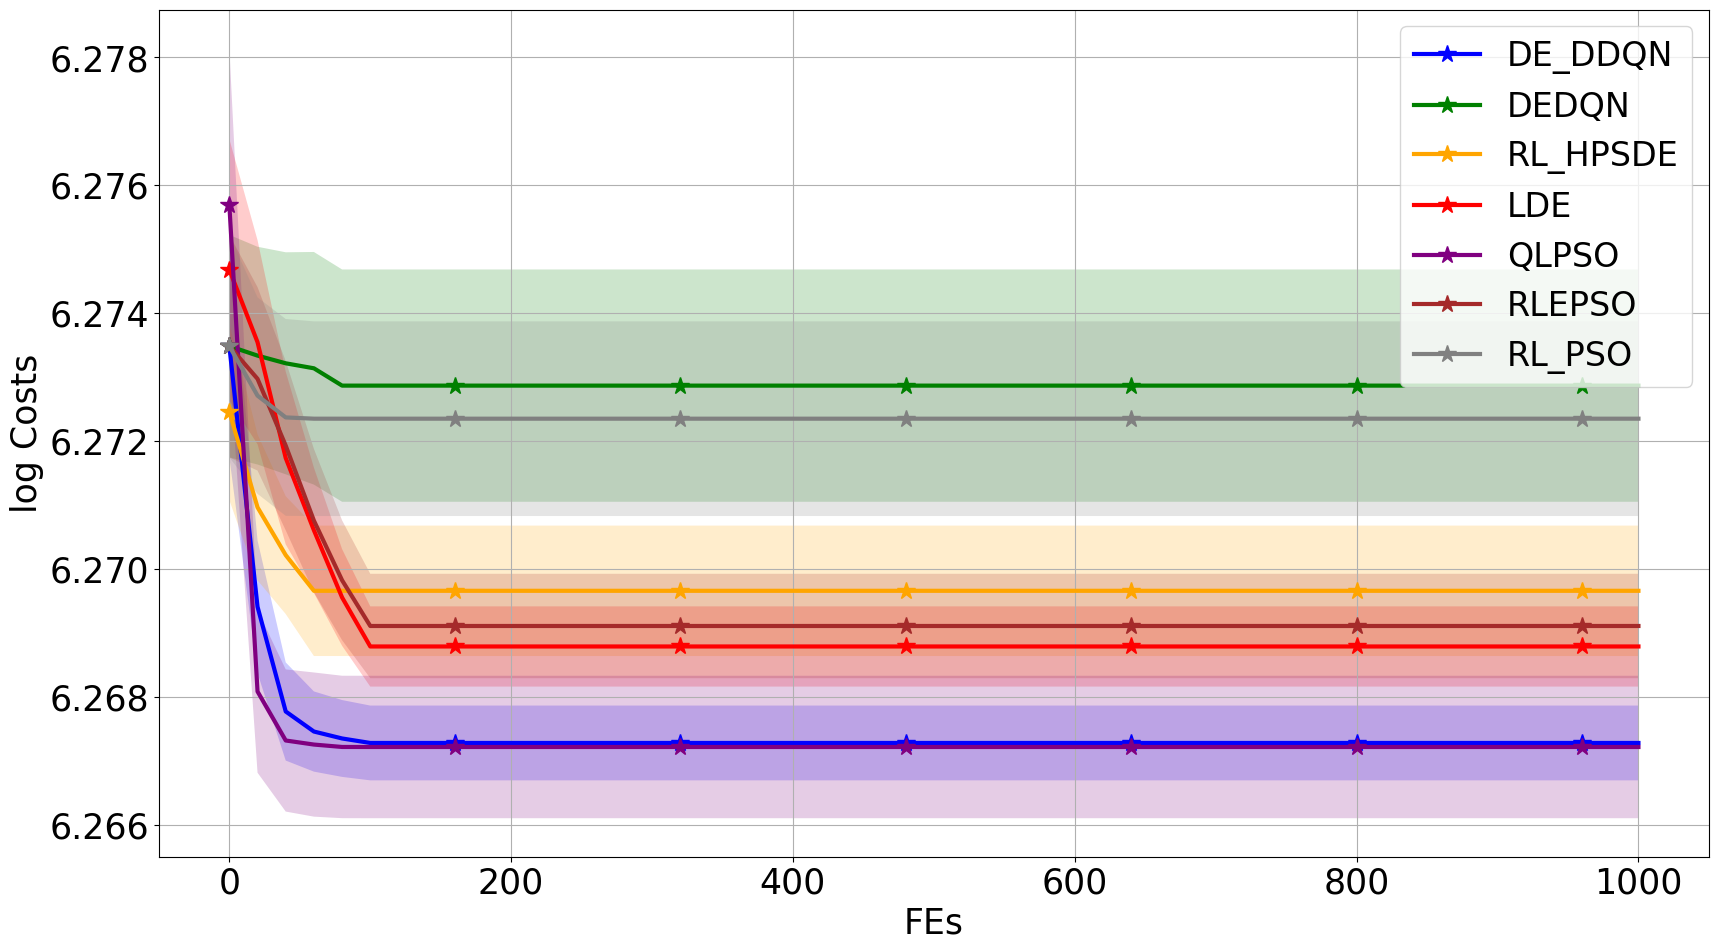 6.278
6.276
6.274
6.272
6.270
6.268
6.266
log Costs
0
200
400
600
800
1000
FEs
DE_DDQN
DEDQN
RL_HPSDE
LDE
QLPSO
RLEPSO
RL_PSO